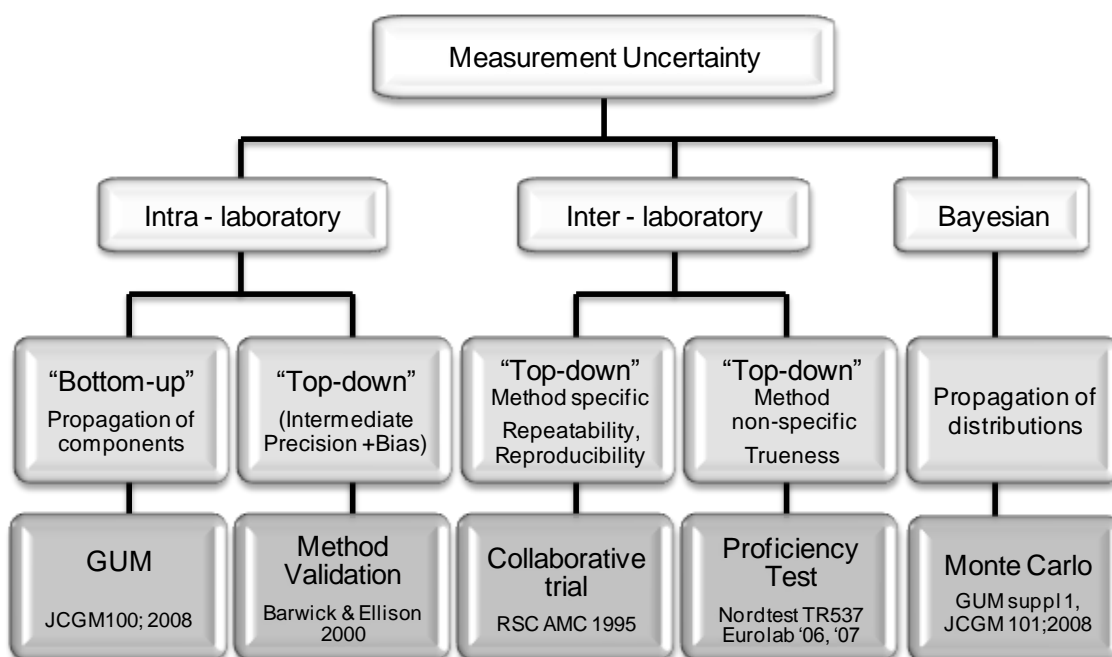 Measurement Uncertainty
Intra - laboratory
Inter - laboratory
Bayesian
“Bottom-up”
Propagation of
components
“Top-down”
(Intermediate
Precision +Bias)
“Top-down”
Method specific
Repeatability,
Reproducibility
“Top-down”
Method
non-specific
Trueness
Propagation of
distributions
GUM
JCGM100; 2008
Method
Validation
Barwick & Ellison
2000
Collaborative
trial
RSC AMC 1995
Proficiency
Test
Nordtest TR537
Eurolab ‘06, ‘07
Monte Carlo
GUM suppl 1,
JCGM 101;2008